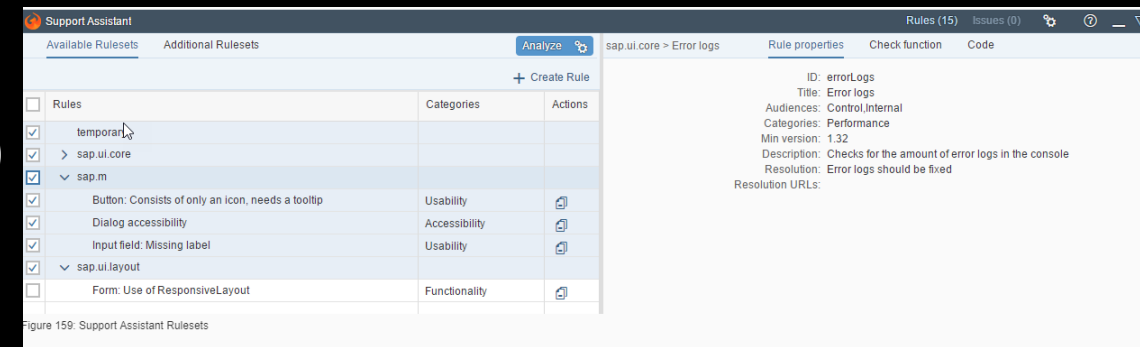 Support Assistant Rules (15) Issues (0)
Available Rulesets Additional Rulesets Analyze sap.ui.core > Error logs Rule properties Check function Code
+ Create Rule
Rules Categories Actions
temporary
> sap.ui.core
sap.m
Button: Consists of only an icon, needs a tooltip Usability
Dialog accessibility Accessibility
Input field: Missing label Usability
sap.ui.layout
Form: Use of ResponsiveLayout Functionality
ID: errorLogs
Title: Error logs
Audiences: Control,Internal
Categories: Performance
Min version: 1.32
Description: Checks for the amount of error logs in the console
Resolution: Error logs should be fixed
Resolution URLs:
Figure 159: Support Assistant Rulesets